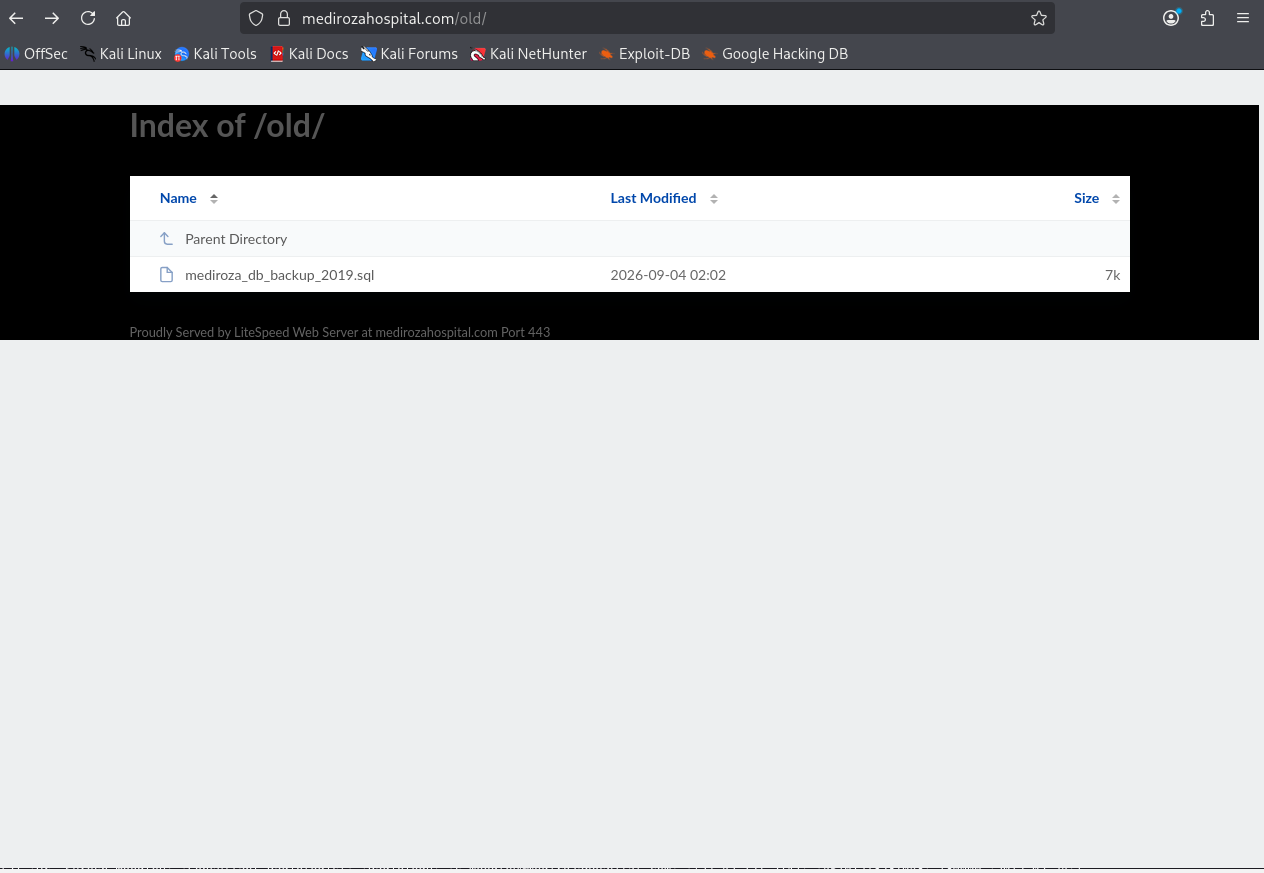 medirozahospital.com/old/
OffSec Kali Linux Kali Tools Kali Docs Kali Forums Kali NetHunter Exploit-DB Google Hacking DB
Index of /old/
Name Last Modified Size
Parent Directory
mediroza_db_backup_2019.sql 2026-09-04 02:02 7k
Proudly Served by LiteSpeed Web Server at medirozahospital.com Port 443